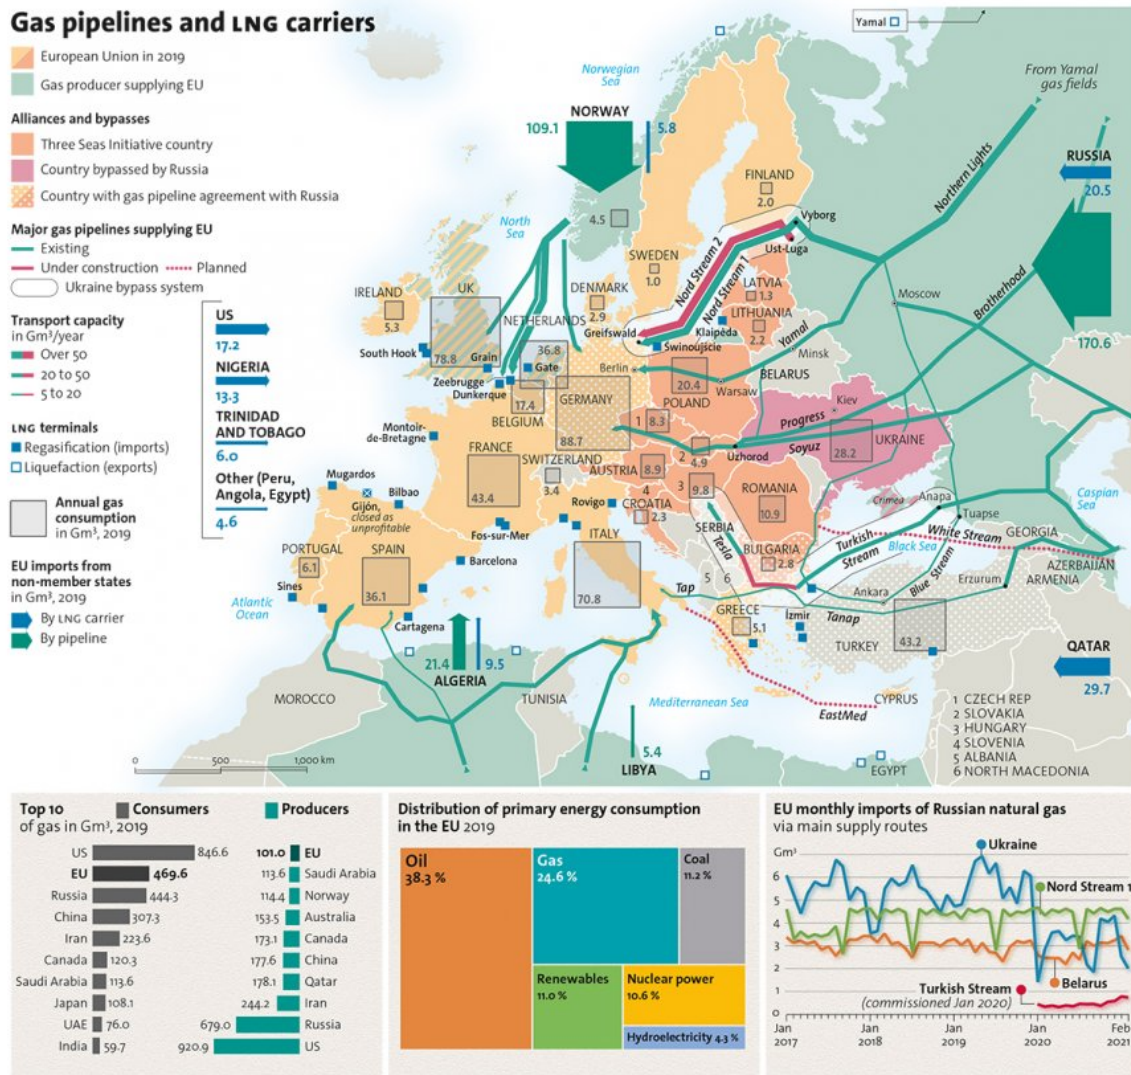 Gas pipelines and LNG carriers
European Union in 2019
Gas producer supplying EU
Alliances and bypasses
Three Seas Initiative country
Country bypassed by Russia
Country with gas pipeline agreement with Russia
Major gas pipelines supplying EU
Existing
Under construction
Planned
Ukraine bypass system
Transport capacity
in Gm³/year
Over 50
20 to 50
5 to 20
LNG terminals
Regasification (imports)
Liquefaction (exports)
Annual gas
consumption
in Gm³, 2019
EU imports from
non-member states
in Gm³, 2019
By LNG carrier
By pipeline
US
17.2
NIGERIA
13.3
TRINIDAD
AND TOBAGO
6.0
Other (Peru,
Angola, Egypt)
4.6
Yamal
Norwegian
Sea
NORWAY
109.1
5.8
From Yamal
gas fields
RUSSIA
20.5
170.6
Northern Lights
Brotherhood
FINLAND
2.0
4.5
North
Sea
Vyborg
Ust-Luga
Nord Stream 2
Nord Stream 1
SWEDEN
1.0
LATVIA
1.3
LITHUANIA
2.2
Klaipėda
Moscow
IRELAND
5.3
UK
78.8
DENMARK
2.9
NETHERLANDS
36.8
Greifswald
Świnoujście
Yamal
Minsk
BELARUS
South Hook
Grain
Gate
Berlin
Zeebrugge
Dunkerque
17.4
BELGIUM
GERMANY
88.7
20.4
POLAND
Warsaw
Kiev
Progress
Soyuz
UKRAINE
28.2
Uzhorod
1
8.3
2
4.9
Montoir-
de-Bretagne
FRANCE
43.4
SWITZERLAND
3.4
AUSTRIA
8.9
3
9.8
ROMANIA
10.9
4
CROATIA
2.3
Crimea
Anapa
Tuapse
Caspian
Sea
Mugardos
Bilbao
Gijón,
closed as
unprofitable
Rovigo
ITALY
70.8
Fos-sur-Mer
SERBIA
Tesla
BULGARIA
2.8
Turkish
Stream
Black Sea
White Stream
Blue Stream
GEORGIA
AZERBAIJAN
ARMENIA
PORTUGAL
6.1
SPAIN
36.1
Barcelona
Sines
Cartagena
Atlantic
Ocean
5
6
Tap
Tanap
Ankara
Erzurum
GREECE
5.1
Izmir
TURKEY
43.2
QATAR
29.7
21.4
9.5
ALGERIA
MOROCCO
TUNISIA
Mediterranean Sea
EastMed
CYPRUS
5.4
LIBYA
EGYPT
1 CZECH REP
2 SLOVAKIA
3 HUNGARY
4 SLOVENIA
5 ALBANIA
6 NORTH MACEDONIA
0
500
1,000 km
Top 10
of gas in Gm³, 2019
Consumers
Producers
US 846.6
EU 469.6
Russia 444.3
China 307.3
Iran 223.6
Canada 120.3
Saudi Arabia 113.6
Japan 108.1
UAE 76.0
India 59.7
101.0 EU
113.6 Saudi Arabia
114.4 Norway
153.5 Australia
173.1 Canada
177.6 China
178.1 Qatar
244.2 Iran
679.0 Russia
920.9 US
Distribution of primary energy consumption
in the EU 2019
Oil
38.3 %
Gas
24.6 %
Coal
11.2 %
Renewables
11.0 %
Nuclear power
10.6 %
Hydroelectricity 4.3 %
EU monthly imports of Russian natural gas
via main supply routes
Gm³
6
5
4
3
2
1
0
Ukraine
Nord Stream 1
Belarus
Turkish Stream
(commissioned Jan 2020)
Jan
2017
Jan
2018
Jan
2019
Jan
2020
Feb
2021